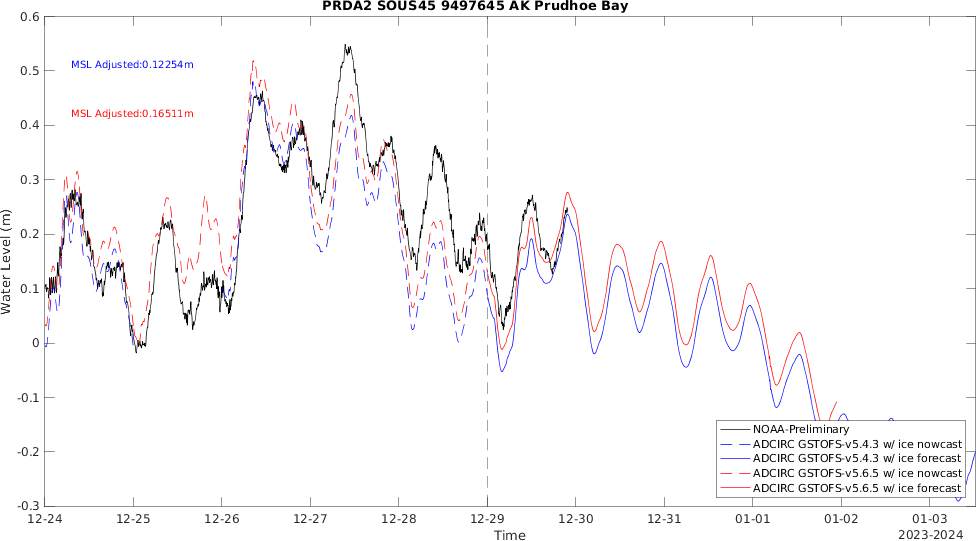 PRDA2 SOUS45 9497645 AK Prudhoe Bay
0.6
0.5
0.4
0.3
0.2
0.1
0
-0.1
-0.2
-0.3
Water Level (m)
MSL Adjusted:0.12254m
MSL Adjusted:0.16511m
NOAA-Preliminary
ADCIRC GSTOFS-v5.4.3 w/ ice nowcast
ADCIRC GSTOFS-v5.4.3 w/ ice forecast
ADCIRC GSTOFS-v5.6.5 w/ ice nowcast
ADCIRC GSTOFS-v5.6.5 w/ ice forecast
12-24 12-25 12-26 12-27 12-28 12-29 12-30 12-31 01-01 01-02 01-03
Time
2023-2024